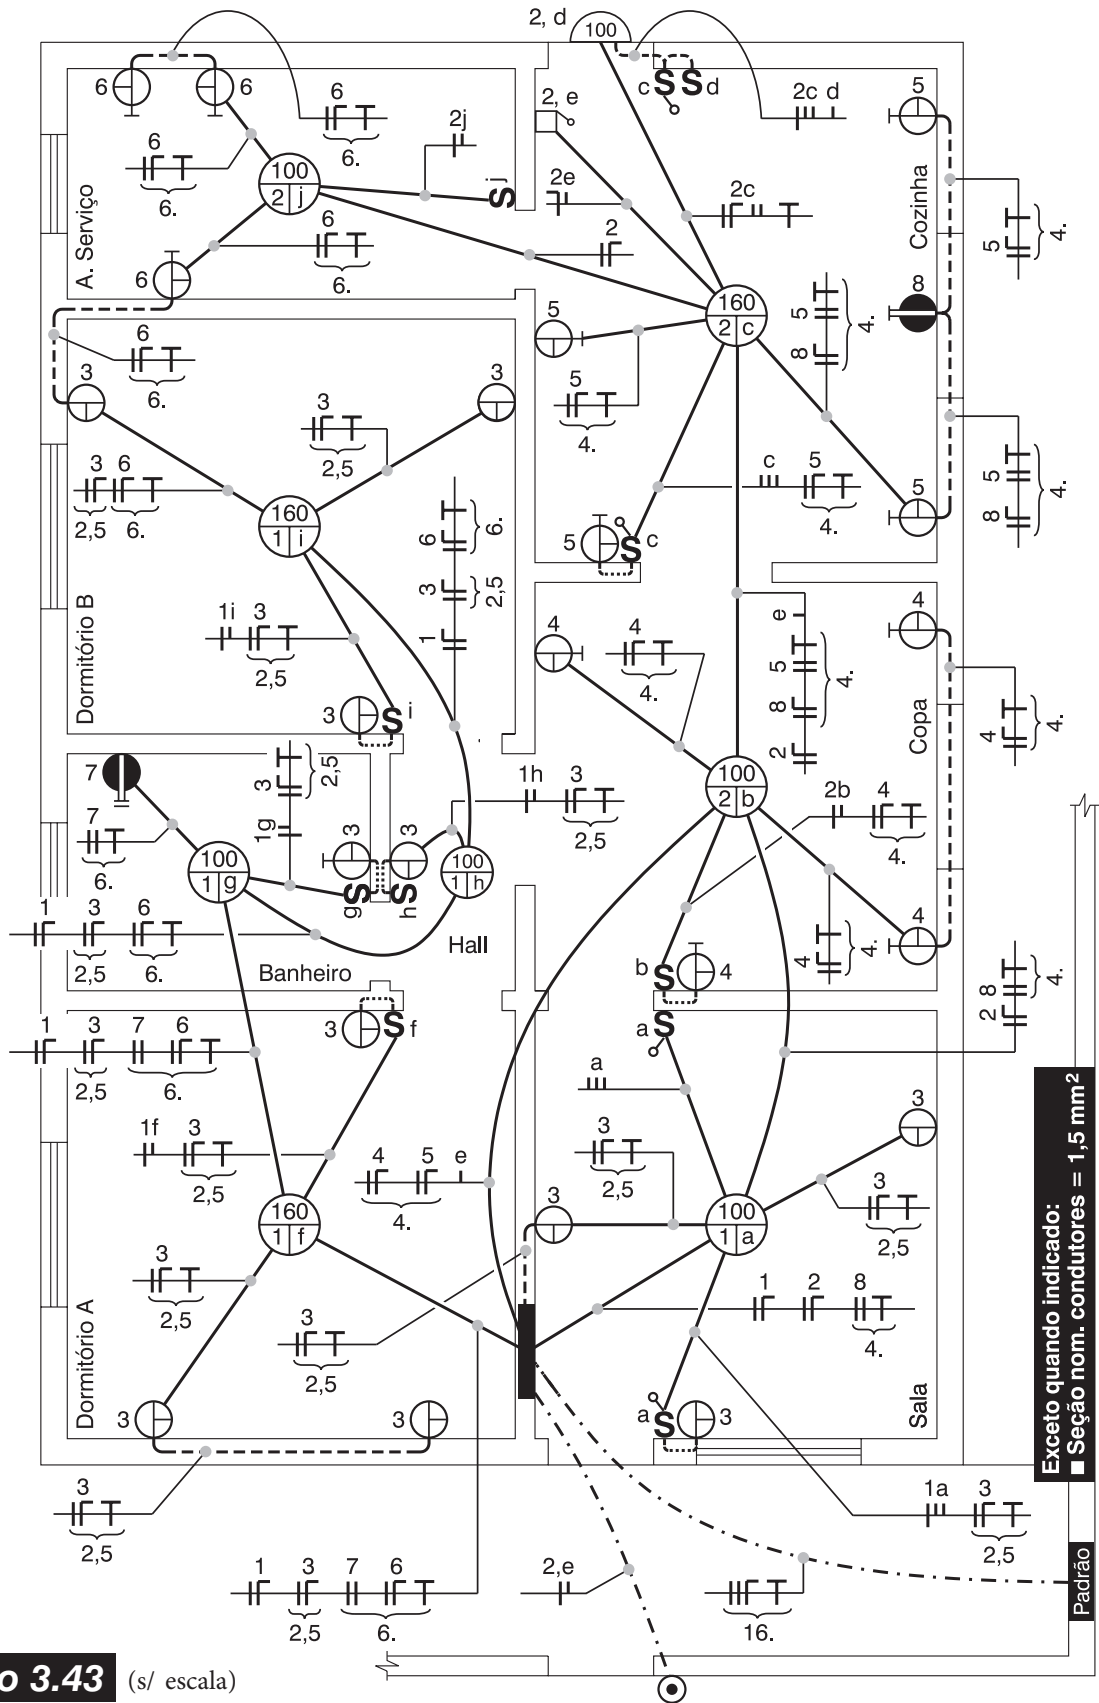 2, d
100
c S S d
6
6
6
6.
2j
2, e
2c d
5
6
6.
100
2 j
S j
2e
2c
Cozinha
5
4.
A. Serviço
6
6
6.
2
160
2 c
5
8
4.
8
6
6.
3
3
3
2,5
5
5
4.
3 6
2,5 6.
160
1 i
6
6.
3
2,5
1
c 5
4.
5
8
4.
5
5 S c
Dormitório B
1i 3
2,5
3 S i
4
4
4.
e
5
8
4.
2
4
Copa
4
4.
7
7
6.
3
2,5
1g
1h 3
2,5
100
2 b
2b 4
4.
100
1 g
3
3
S g
S h
100
1 h
1 3 6
2,5 6.
Hall
Banheiro
4
4.
4
b S 4
8
4.
2
1 3 7 6
2,5 6.
3 S f
a S
a
3
1f 3
2,5
4 5 e
4.
3
2,5
3
2,5
160
1 f
3
100
1 a
3
2,5
1 2 8
4.
Dormitório A
3
2,5
3
3
a S 3
Sala
Exceto quando indicado:
■ Seção nom. condutores = 1,5 mm²
3
2,5
1a 3
2,5
1 3 7 6
2,5 6.
2,e
16.
Padrão
o 3.43 (s/ escala)